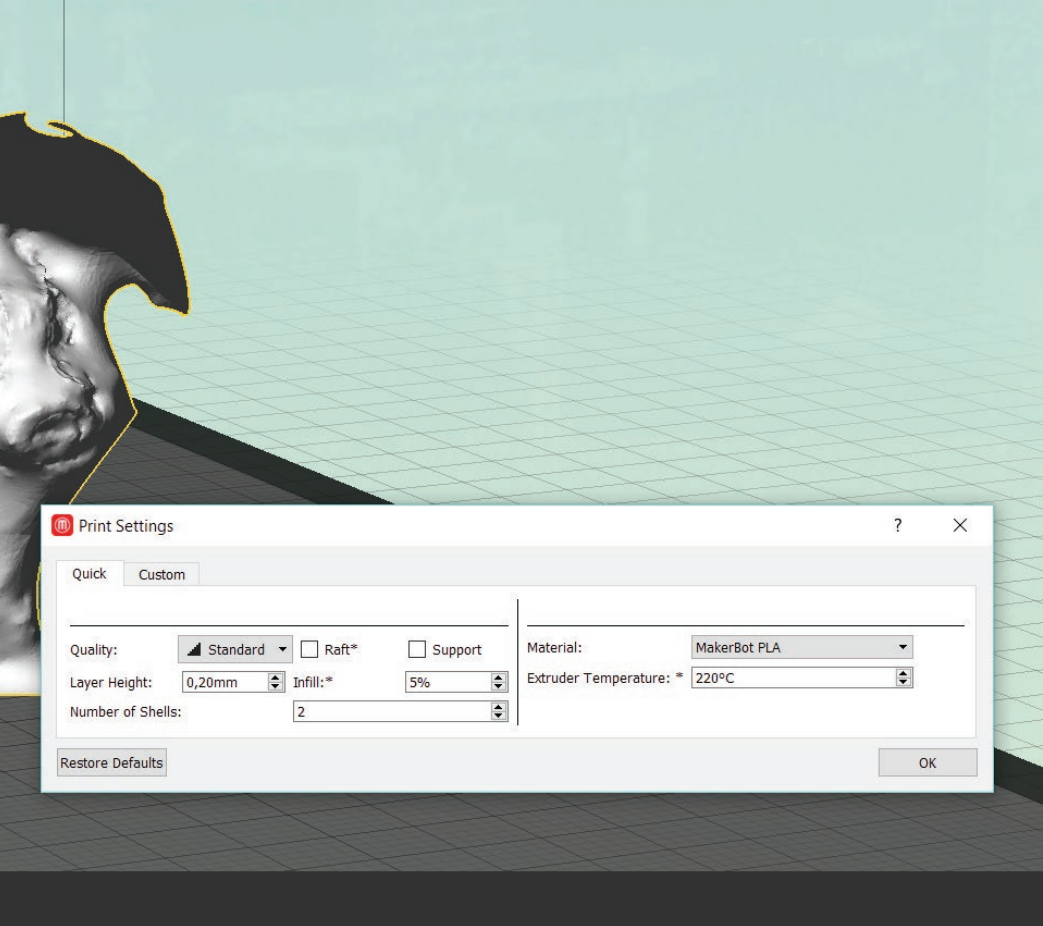 Print Settings
?
Quick Custom
Quality: Standard Raft* Support
Layer Height: 0,20mm Infill:* 5%
Number of Shells: 2
Material: MakerBot PLA
Extruder Temperature: * 220ºC
Restore Defaults
OK